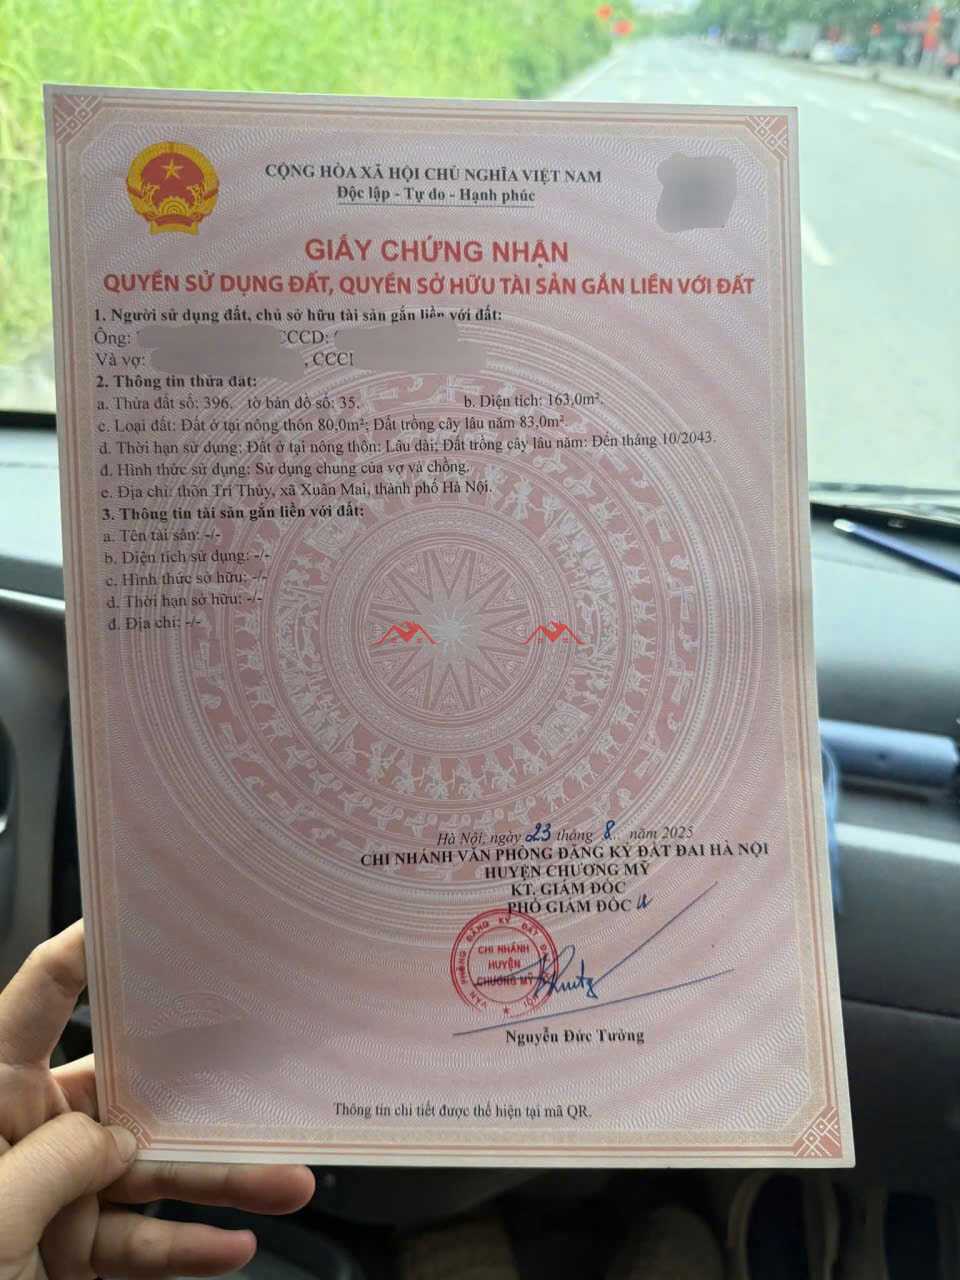 CỘNG HÒA XÃ HỘI CHỦ NGHĨA VIỆT NAM
Độc lập - Tự do - Hạnh phúc
GIẤY CHỨNG NHẬN
QUYỀN SỬ DỤNG ĐẤT, QUYỀN SỞ HỮU TÀI SẢN GẮN LIỀN VỚI ĐẤT
1. Người sử dụng đất, chủ sở hữu tài sản gắn liền với đất:
Ông: CCCD:
Và vợ: , CCCD
2. Thông tin thửa đất:
a. Thửa đất số: 396. tờ bản đồ số: 35. b. Diện tích: 163,0m².
c. Loại đất: Đất ở tại nông thôn 80,0m²; Đất trồng cây lâu năm 83,0m².
d. Thời hạn sử dụng: Đất ở tại nông thôn: Lâu dài; Đất trồng cây lâu năm: Đến tháng 10/2043.
đ. Hình thức sử dụng: Sử dụng chung của vợ và chồng.
e. Địa chỉ: thôn Trí Thủy, xã Xuân Mai, thành phố Hà Nội.
3. Thông tin tài sản gắn liền với đất:
a. Tên tài sản: -/-
b. Diện tích sử dụng: -/-
c. Hình thức sở hữu: -/-
d. Thời hạn sở hữu: -/-
đ. Địa chỉ: -/-
Hà Nội, ngày 23 tháng 8... năm 2025
CHI NHÁNH VĂN PHÒNG ĐĂNG KÝ ĐẤT ĐAI HÀ NỘI
HUYỆN CHƯƠNG MỸ
KT. GIÁM ĐỐC
PHÓ GIÁM ĐỐC
VĂN PHÒNG ĐĂNG KÝ ĐẤT ĐAI HÀ NỘI
CHI NHÁNH
HUYỆN
CHƯƠNG MỸ
Nguyễn Đức Tưởng
Thông tin chi tiết được thể hiện tại mã QR.